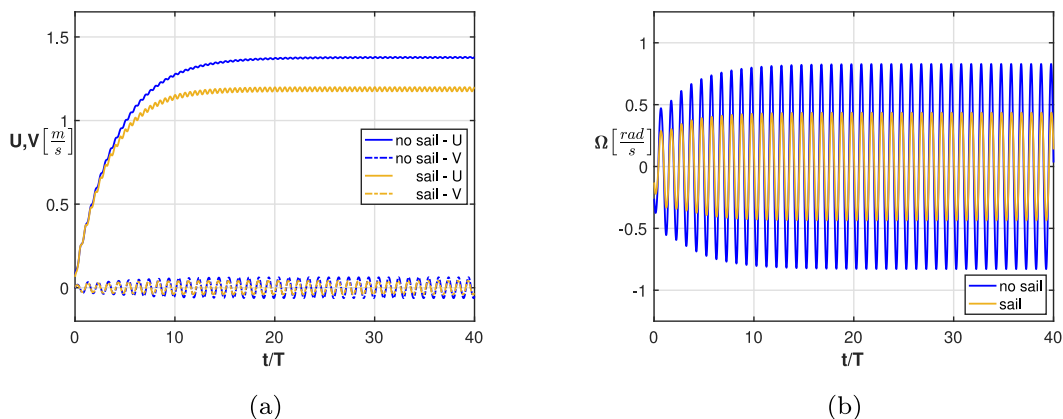 1.5
1
0.5
0
U,V[m/s]
no sail - U
no sail - V
sail - U
sail - V
0 10 20 30 40
t/T
(a)
1
0.5
0
-0.5
-1
Ω[rad/s]
no sail
sail
0 10 20 30 40
t/T
(b)